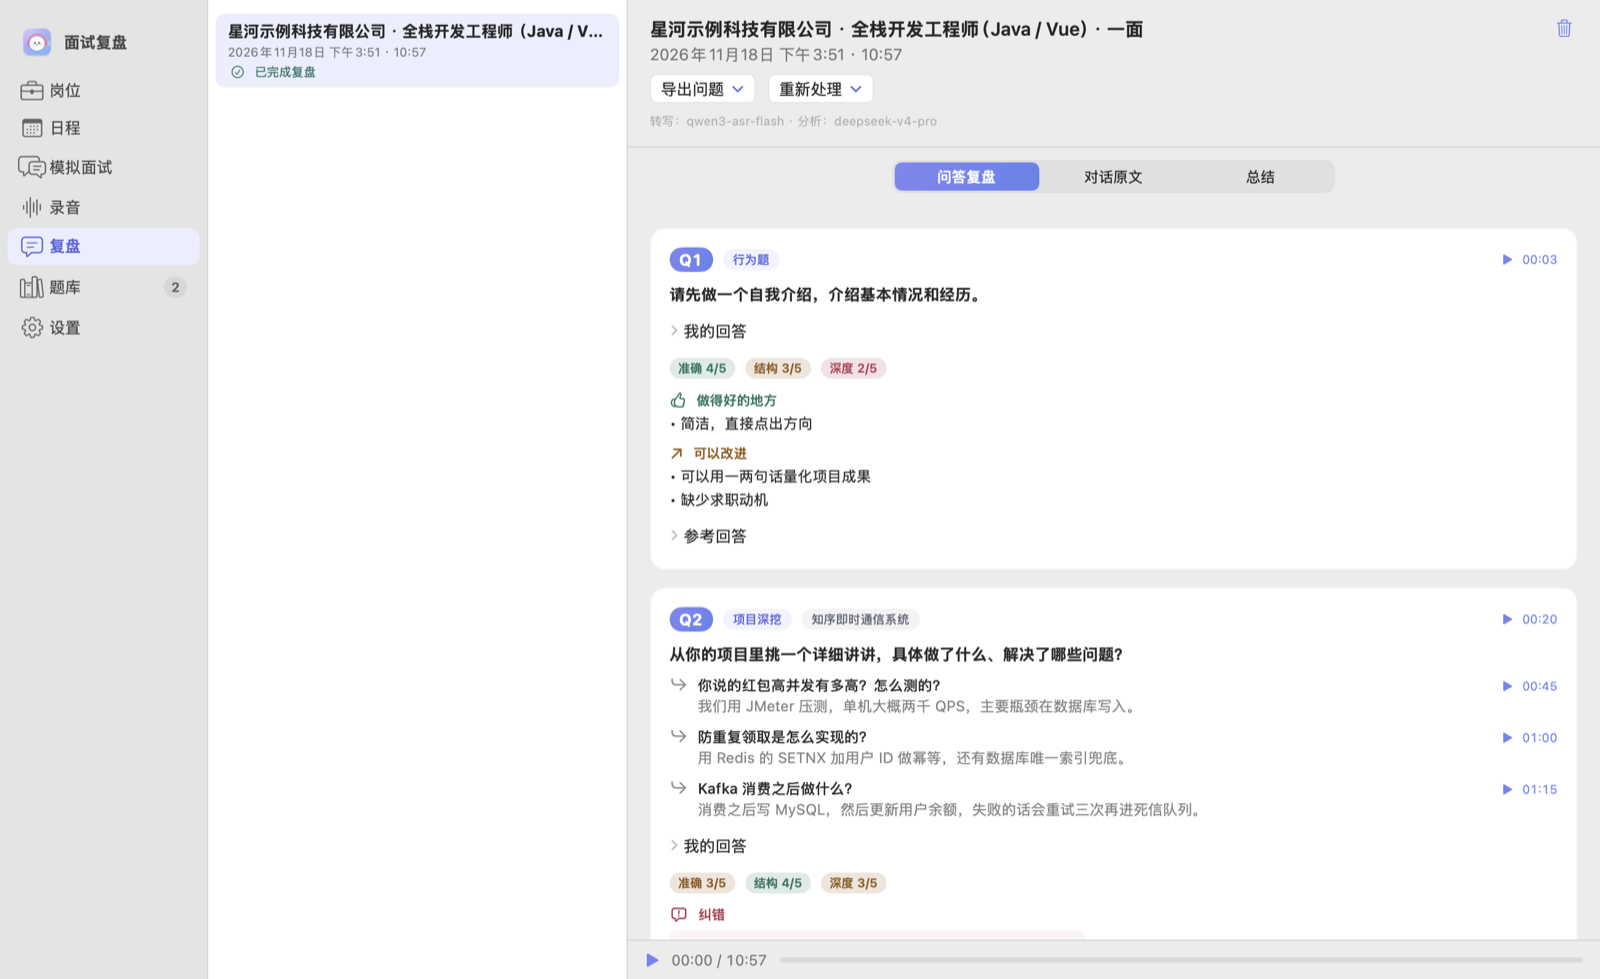 面试复盘
岗位
日程
模拟面试
录音
复盘
题库
2
设置
星河示例科技有限公司 · 全栈开发工程师（Java / V...
2026年11月18日 下午3:51 · 10:57
已完成复盘
星河示例科技有限公司 · 全栈开发工程师（Java / Vue）· 一面
2026年11月18日 下午3:51 · 10:57
导出问题
重新处理
转写：qwen3-asr-flash · 分析：deepseek-v4-pro
问答复盘
对话原文
总结
Q1
行为题
00:03
请先做一个自我介绍，介绍基本情况和经历。
我的回答
准确 4/5
结构 3/5
深度 2/5
做得好的地方
• 简洁，直接点出方向
可以改进
• 可以用一两句话量化项目成果
• 缺少求职动机
参考回答
Q2
项目深挖
知序即时通信系统
00:20
从你的项目里挑一个详细讲讲，具体做了什么、解决了哪些问题？
你说的红包高并发有多高？怎么测的？
00:45
我们用 JMeter 压测，单机大概两千 QPS，主要瓶颈在数据库写入。
防重复领取是怎么实现的？
01:00
用 Redis 的 SETNX 加用户 ID 做幂等，还有数据库唯一索引兜底。
Kafka 消费之后做什么？
01:15
消费之后写 MySQL，然后更新用户余额，失败的话会重试三次再进死信队列。
我的回答
准确 3/5
结构 4/5
深度 3/5
纠错
00:00 / 10:57